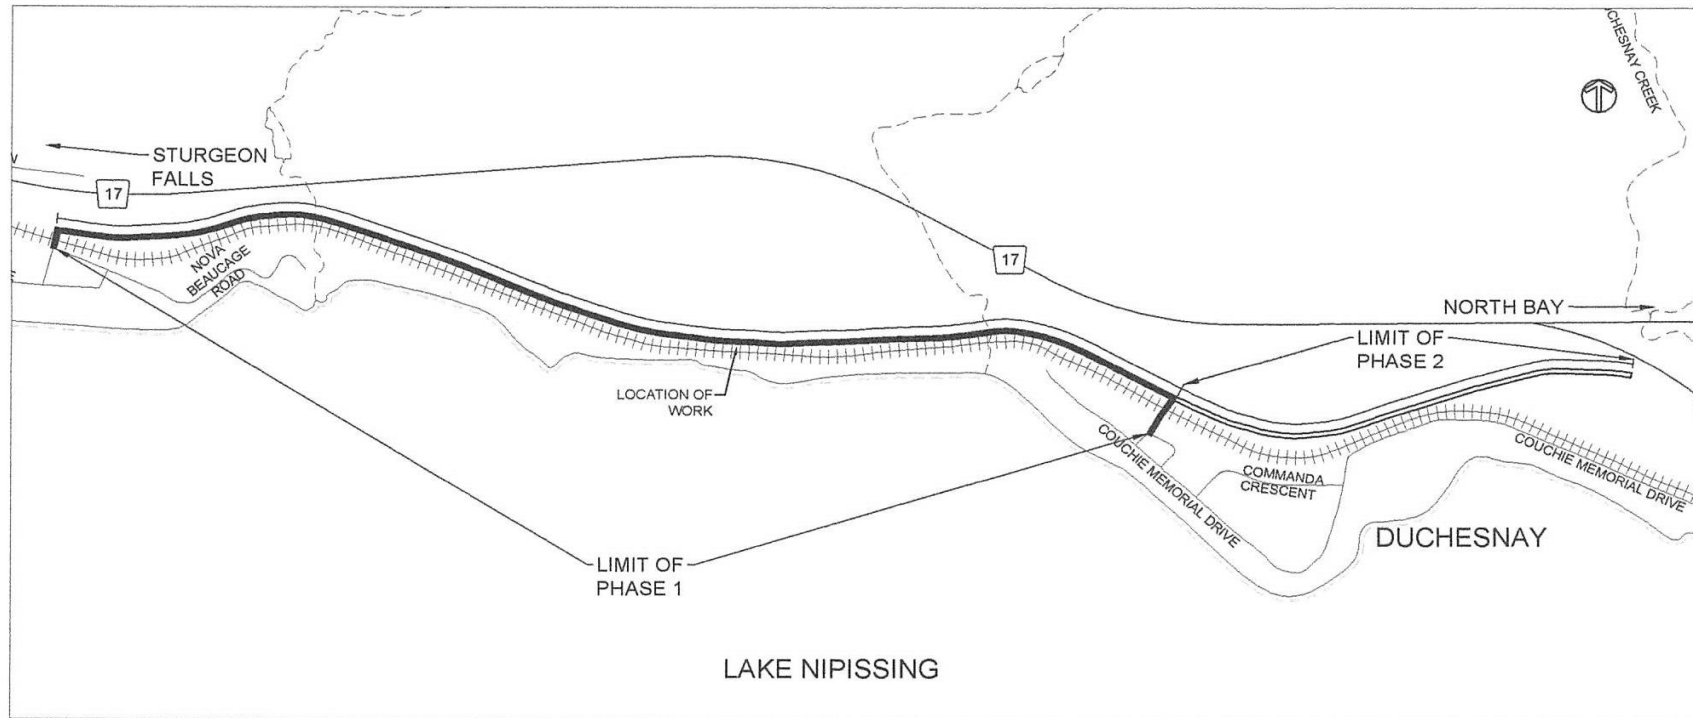 CHESNAY CREEK
STURGEON
FALLS
17
NOVA
BEAUCAGE
ROAD
17
NORTH BAY
LIMIT OF
PHASE 2
LOCATION OF
WORK
COUCHIE MEMORIAL DRIVE
COMMANDA
CRESCENT
COUCHIE MEMORIAL DRIVE
DUCHESNAY
LIMIT OF
PHASE 1
LAKE NIPISSING